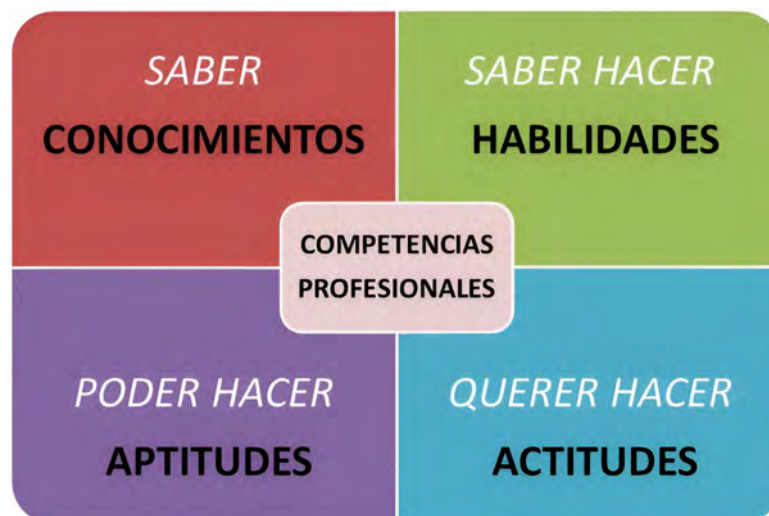 SABER
CONOCIMIENTOS
SABER HACER
HABILIDADES
COMPETENCIAS
PROFESIONALES
PODER HACER
APTITUDES
QUERER HACER
ACTITUDES